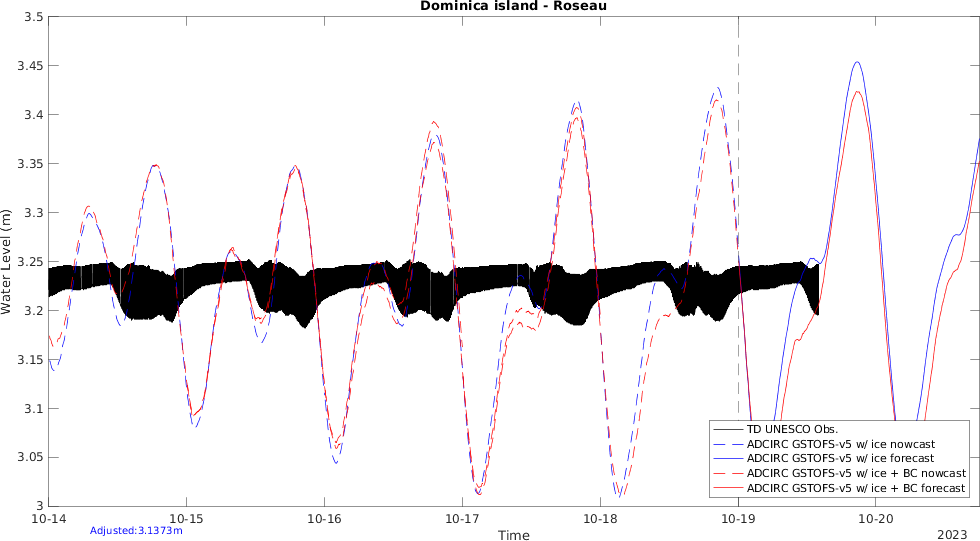 Dominica island - Roseau
3.5
3.45
3.4
3.35
3.3
3.25
3.2
3.15
3.1
3.05
3
Water Level (m)
TD UNESCO Obs.
ADCIRC GSTOFS-v5 w/ ice nowcast
ADCIRC GSTOFS-v5 w/ ice forecast
ADCIRC GSTOFS-v5 w/ ice + BC nowcast
ADCIRC GSTOFS-v5 w/ ice + BC forecast
10-14 10-15 10-16 10-17 10-18 10-19 10-20
Adjusted:3.1373m
Time
2023